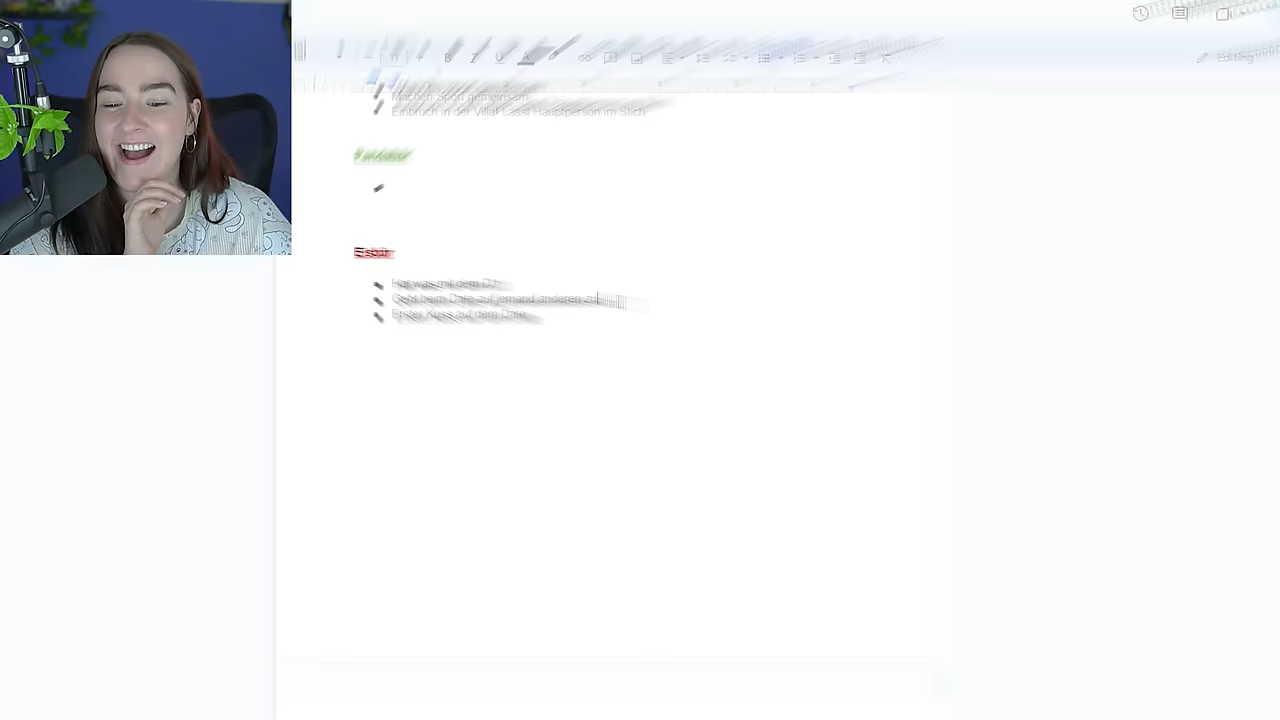 Editing
Machen Sport gemeinsam
Einbruch in der Villa! Lässt Hauptperson im Stich
Hat was mit dem DJ
Geht beim Date auf jemand anderen zu
Erster Kuss auf dem Date